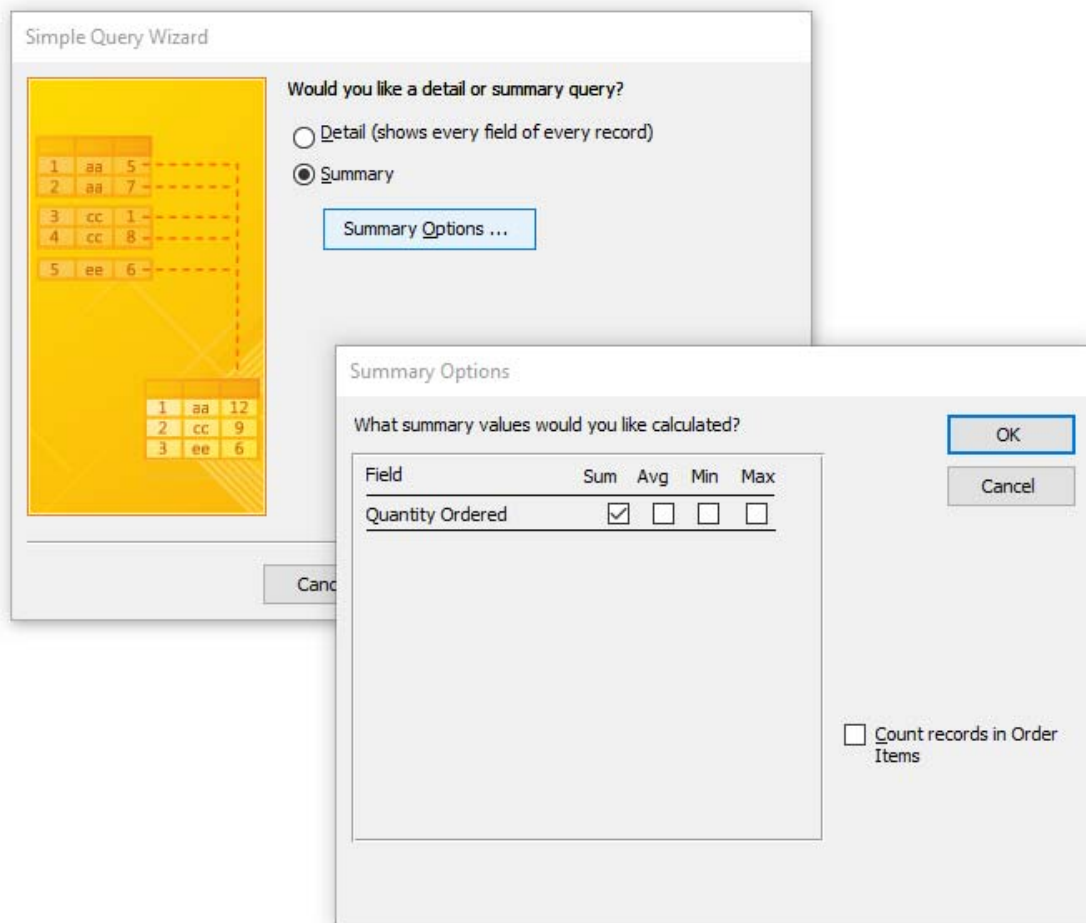 Simple Query Wizard
Would you like a detail or summary query?
Detail (shows every field of every record)
Summary
Summary Options ...
1 aa 5
2 aa 7
3 cc 1
4 cc 8
5 ee 6
1 aa 12
2 cc 9
3 ee 6
Canc
Summary Options
What summary values would you like calculated?
OK
Cancel
Field Sum Avg Min Max
Quantity Ordered
Count records in Order
Items